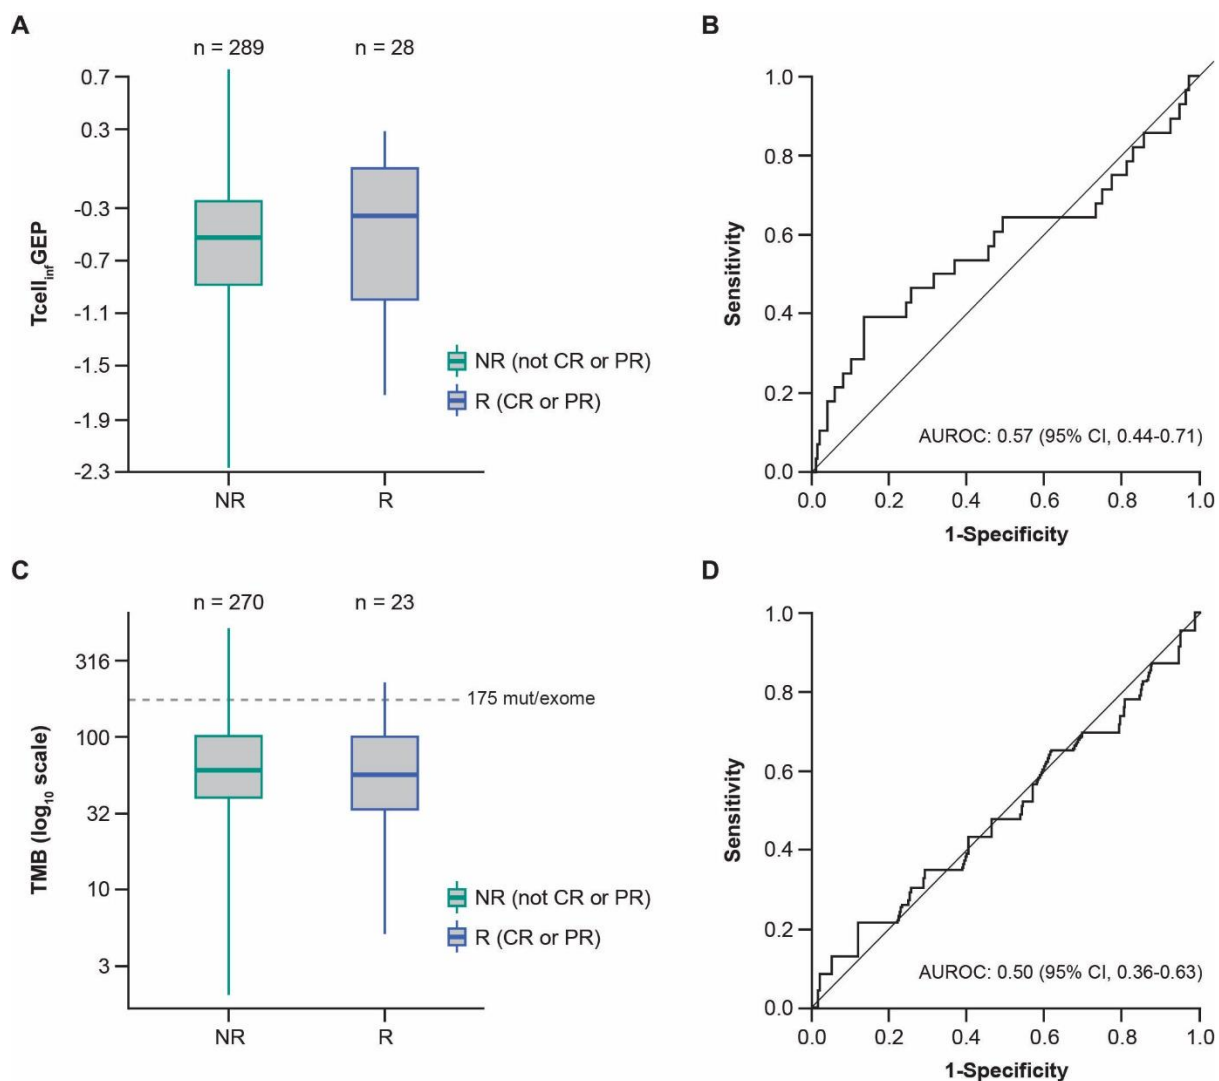 A
n = 289
n = 28
0.7
0.3
-0.3
-0.7
-1.1
-1.5
-1.9
-2.3
Tcell_inf GEP
NR (not CR or PR)
R (CR or PR)
NR
R
B
1.0
0.8
0.6
0.4
0.2
0.0
Sensitivity
AUROC: 0.57 (95% CI, 0.44-0.71)
0.0 0.2 0.4 0.6 0.8 1.0
1-Specificity
C
n = 270
n = 23
316
100
32
10
3
TMB (log₁₀ scale)
175 mut/exome
NR (not CR or PR)
R (CR or PR)
NR
R
D
1.0
0.8
0.6
0.4
0.2
0.0
Sensitivity
AUROC: 0.50 (95% CI, 0.36-0.63)
0.0 0.2 0.4 0.6 0.8 1.0
1-Specificity